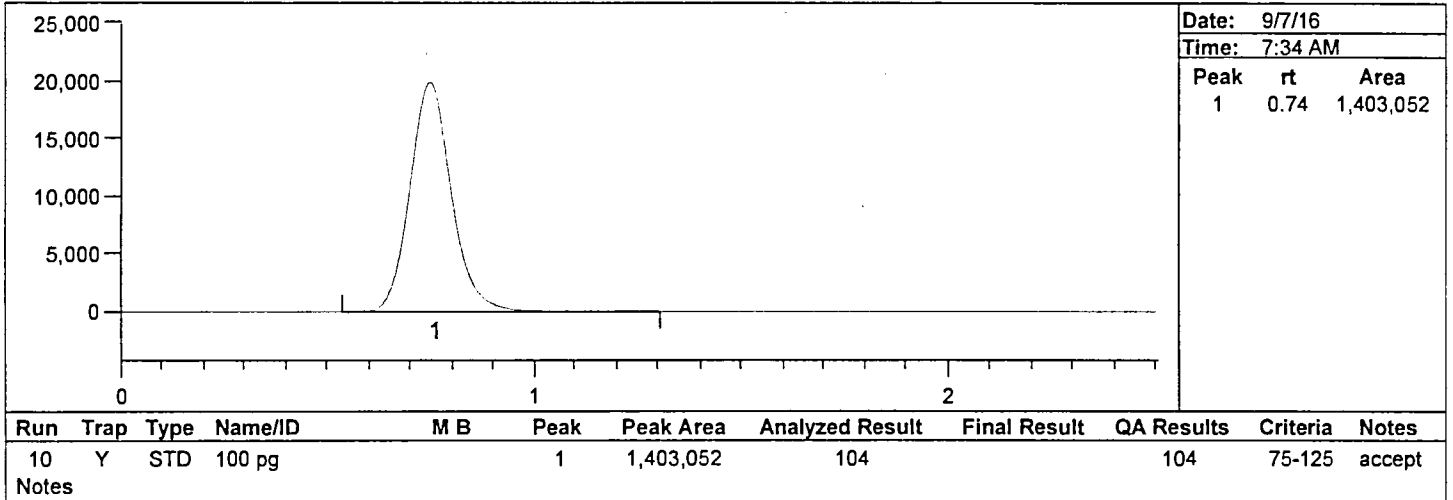 25,000
20,000
15,000
10,000
5,000
0
1
0 1 2
Date: 9/7/16
Time: 7:34 AM
Peak rt Area
1 0.74 1,403,052
Run Trap Type Name/ID M B Peak Peak Area Analyzed Result Final Result QA Results Criteria Notes
10 Y STD 100 pg 1 1,403,052 104 104 75-125 accept
Notes